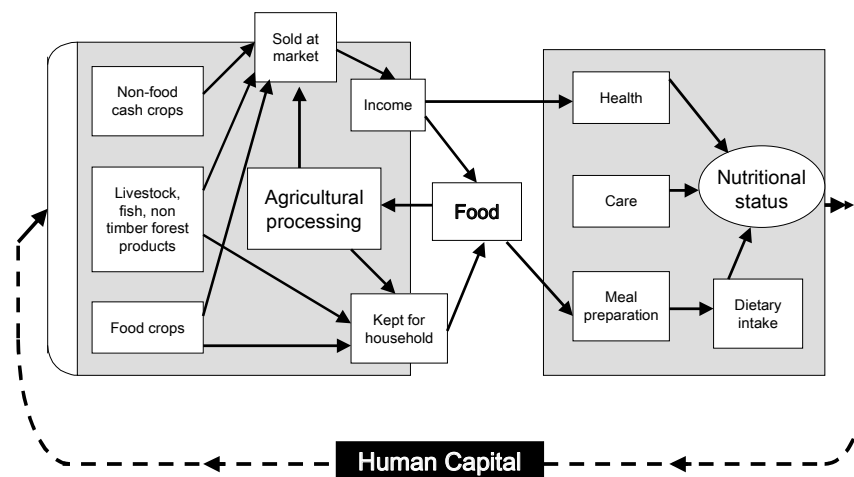 Sold at
market
Non-food
cash crops
Income
Health
Livestock,
fish, non
timber forest
products
Agricultural
processing
Food
Care
Nutritional
status
Food crops
Kept for
household
Meal
preparation
Dietary
intake
Human Capital